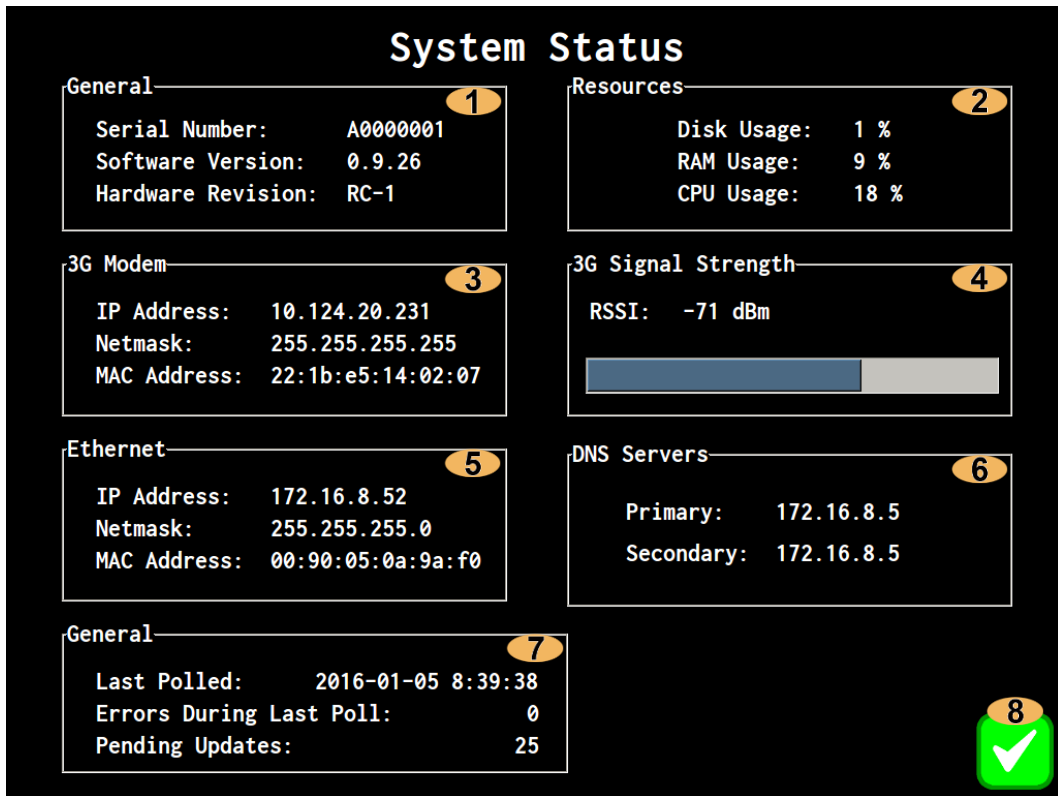 System Status
General
1
Serial Number: A0000001
Software Version: 0.9.26
Hardware Revision: RC-1
Resources
2
Disk Usage: 1 %
RAM Usage: 9 %
CPU Usage: 18 %
3G Modem
3
IP Address: 10.124.20.231
Netmask: 255.255.255.255
MAC Address: 22:1b:e5:14:02:07
3G Signal Strength
4
RSSI: -71 dBm
Ethernet
5
IP Address: 172.16.8.52
Netmask: 255.255.255.0
MAC Address: 00:90:05:0a:9a:f0
DNS Servers
6
Primary: 172.16.8.5
Secondary: 172.16.8.5
General
7
Last Polled: 2016-01-05 8:39:38
Errors During Last Poll: 0
Pending Updates: 25
8